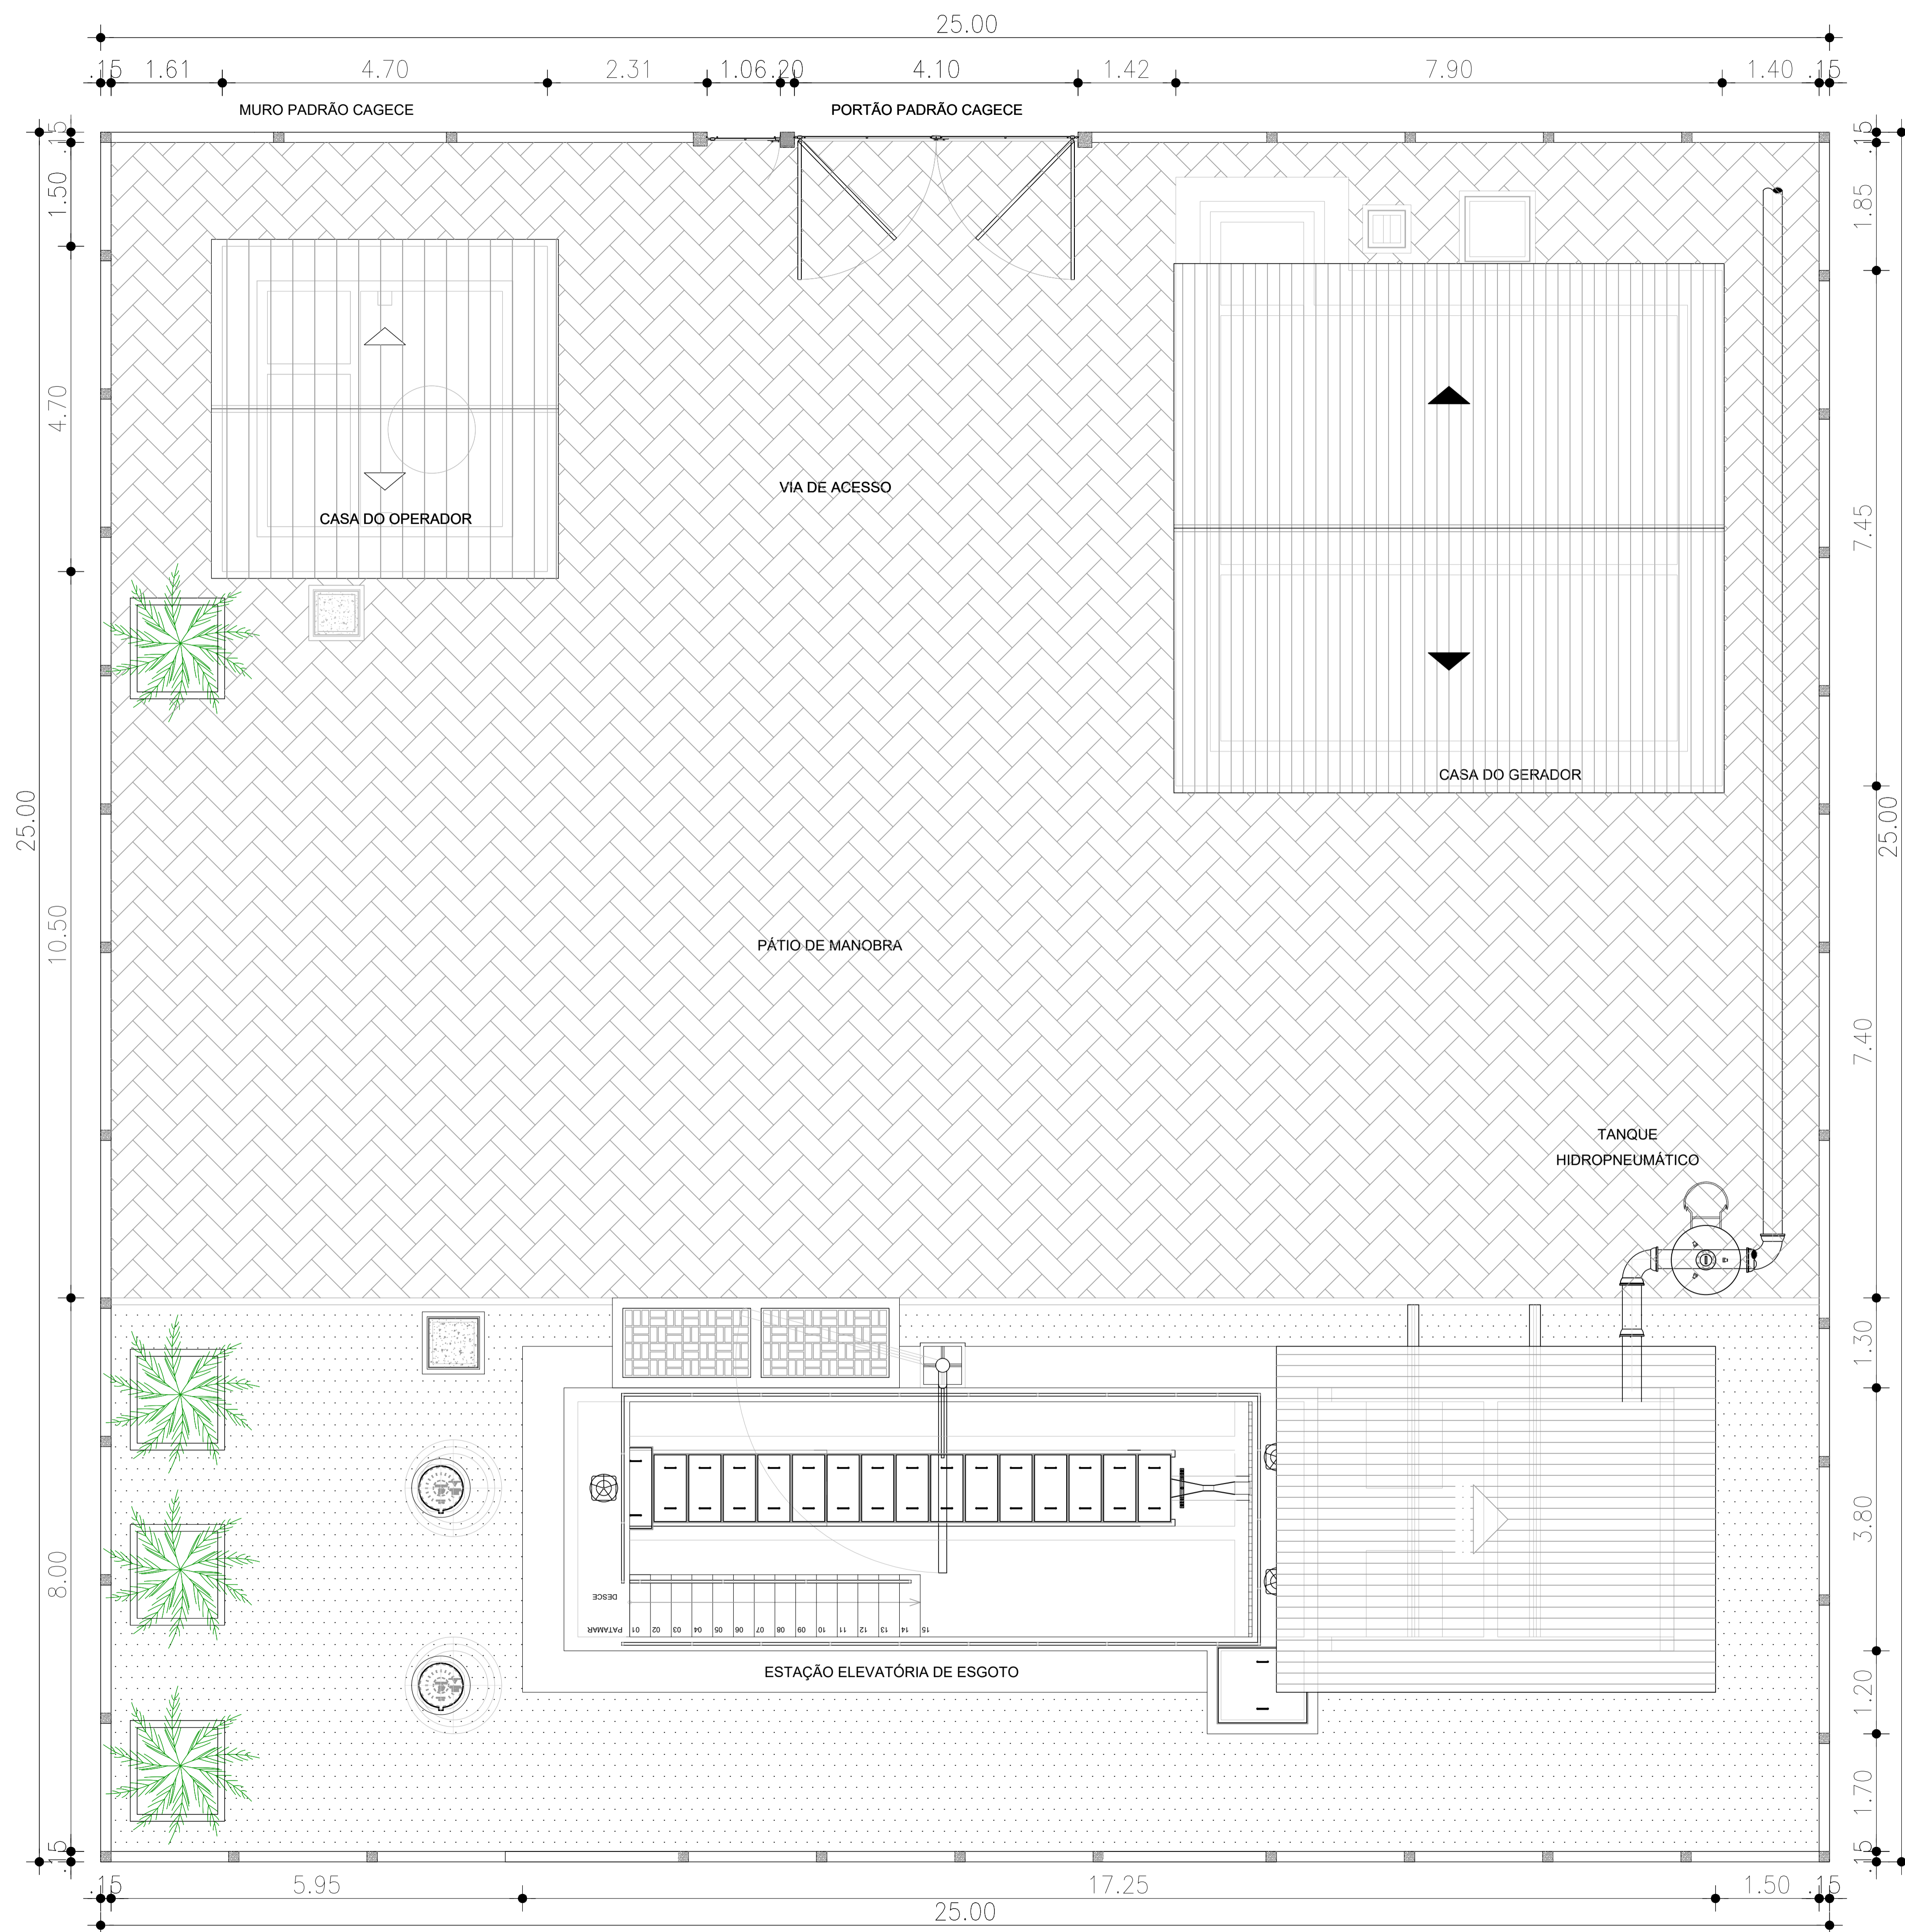 25.00
.15 1.61 4.70 2.31 1.06 .20 4.10 1.42 7.90 1.40 .15
MURO PADRÃO CAGECE
PORTÃO PADRÃO CAGECE
.15
1.50
4.70
25.00
10.50
8.00
.15
.15
1.85
7.45
25.00
7.40
1.30
3.80
1.20
1.70
.15
VIA DE ACESSO
CASA DO OPERADOR
CASA DO GERADOR
PÁTIO DE MANOBRA
TANQUE
HIDROPNEUMÁTICO
DESCE
PATAMAR 01 02 03 04 05 06 07 08 09 10 11 12 13 14 15
ESTAÇÃO ELEVATÓRIA DE ESGOTO
.15 5.95 17.25 1.50 .15
25.00